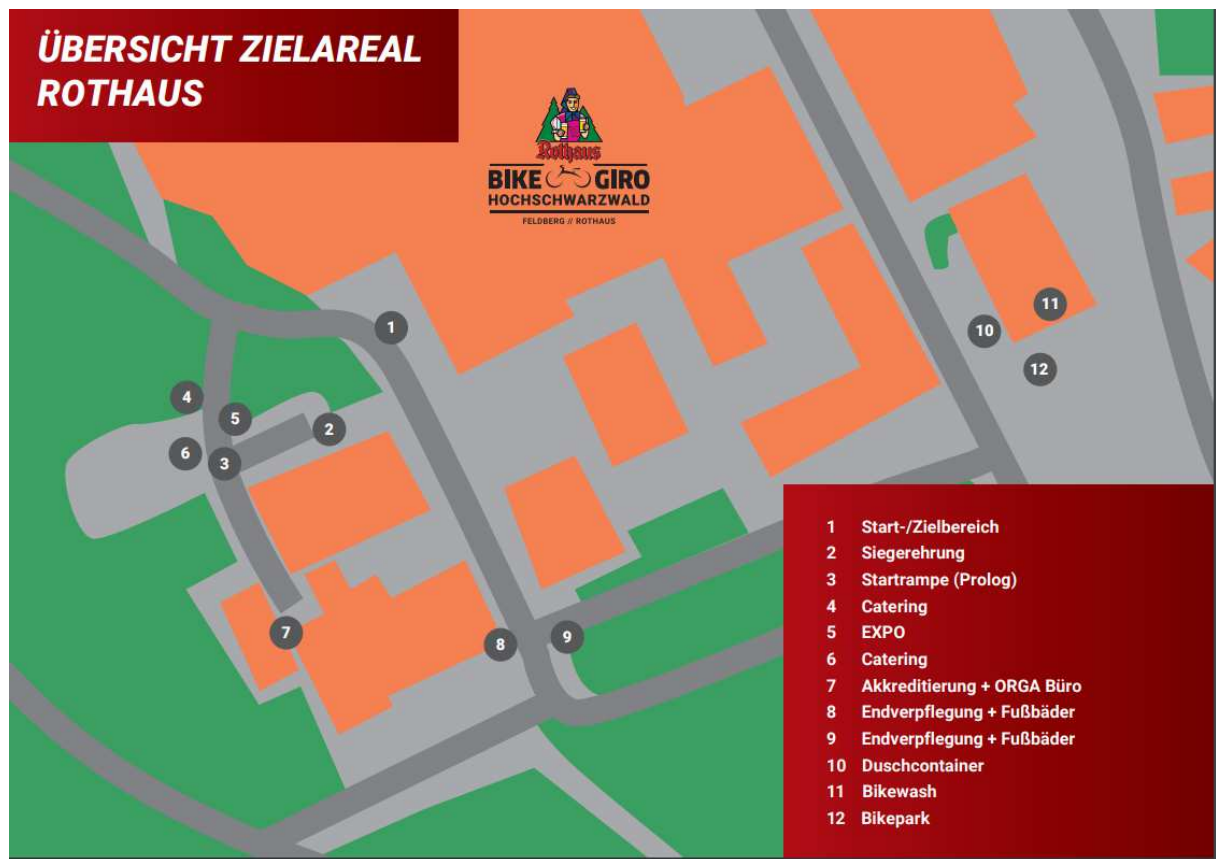 ÜBERSICHT ZIELAREAL
ROTHAUS
Rothaus
BIKE GIRO
HOCHSCHWARZWALD
FELDBERG // ROTHAUS
1
2
3
4
5
6
7
8
9
10
11
12
1 Start-/Zielbereich
2 Siegerehrung
3 Startrampe (Prolog)
4 Catering
5 EXPO
6 Catering
7 Akkreditierung + ORGA Büro
8 Endverpflegung + Fußbäder
9 Endverpflegung + Fußbäder
10 Duschcontainer
11 Bikewash
12 Bikepark